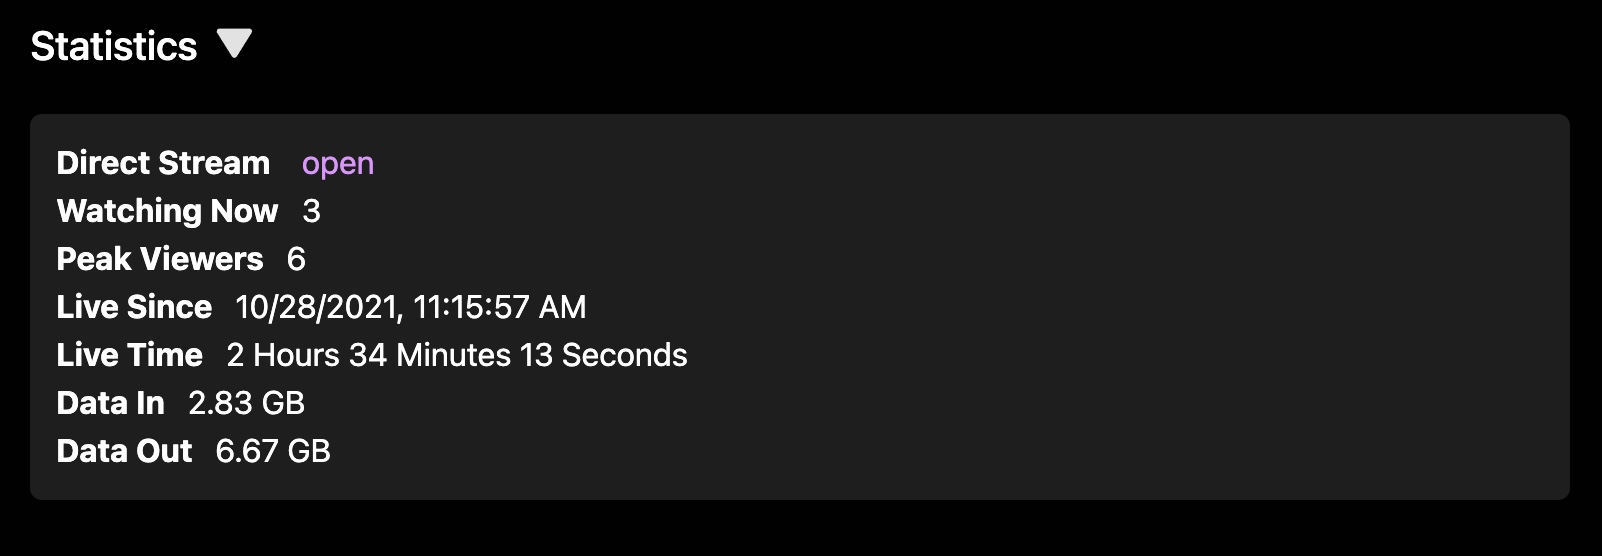 Statistics
Direct Stream open
Watching Now 3
Peak Viewers 6
Live Since 10/28/2021, 11:15:57 AM
Live Time 2 Hours 34 Minutes 13 Seconds
Data In 2.83 GB
Data Out 6.67 GB